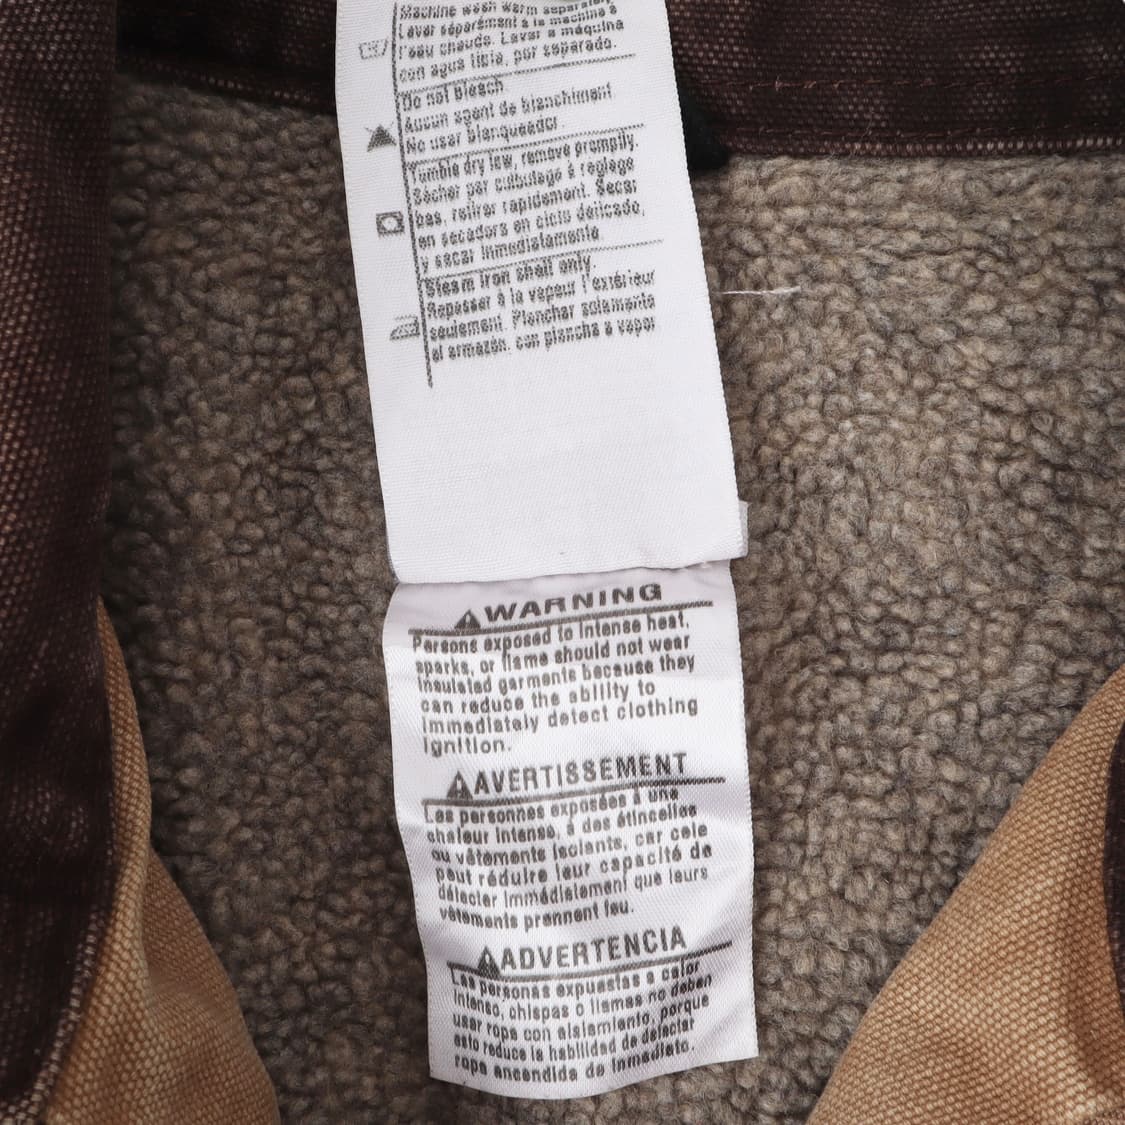 Machine wash warm separately
Laver séparément à la machine à
l'eau chaude. Lavar a máquina
con agua tibia, por separado.
Do not bleach.
Aucun agent de blanchiment
No usar blanqueador.
Tumble dry low, remove promptly.
Sécher par culbutage à réglage
bas, retirer rapidement. Secar
en secadora en ciclo delicado,
y sacar inmediatamente.
Steam iron shell only.
Repasser à la vapeur l'extérieur
seulement. Planchar solamente
el armazón, con plancha a vapor
WARNING
Persons exposed to intense heat,
sparks, or flame should not wear
insulated garments because they
can reduce the ability to
immediately detect clothing
ignition.
AVERTISSEMENT
Les personnes exposées à une
chaleur intense, à des étincelles
ou vêtements isolants, car cele
peut réduire leur capacité de
détecter immédiatement que leurs
vêtements prennent feu.
ADVERTENCIA
Las personas expuestas a calor
intenso, chispas o llamas no deben
usar ropa con aislamiento, porque
esto reduce la habilidad de detectar
ropa encendida de inmediato.